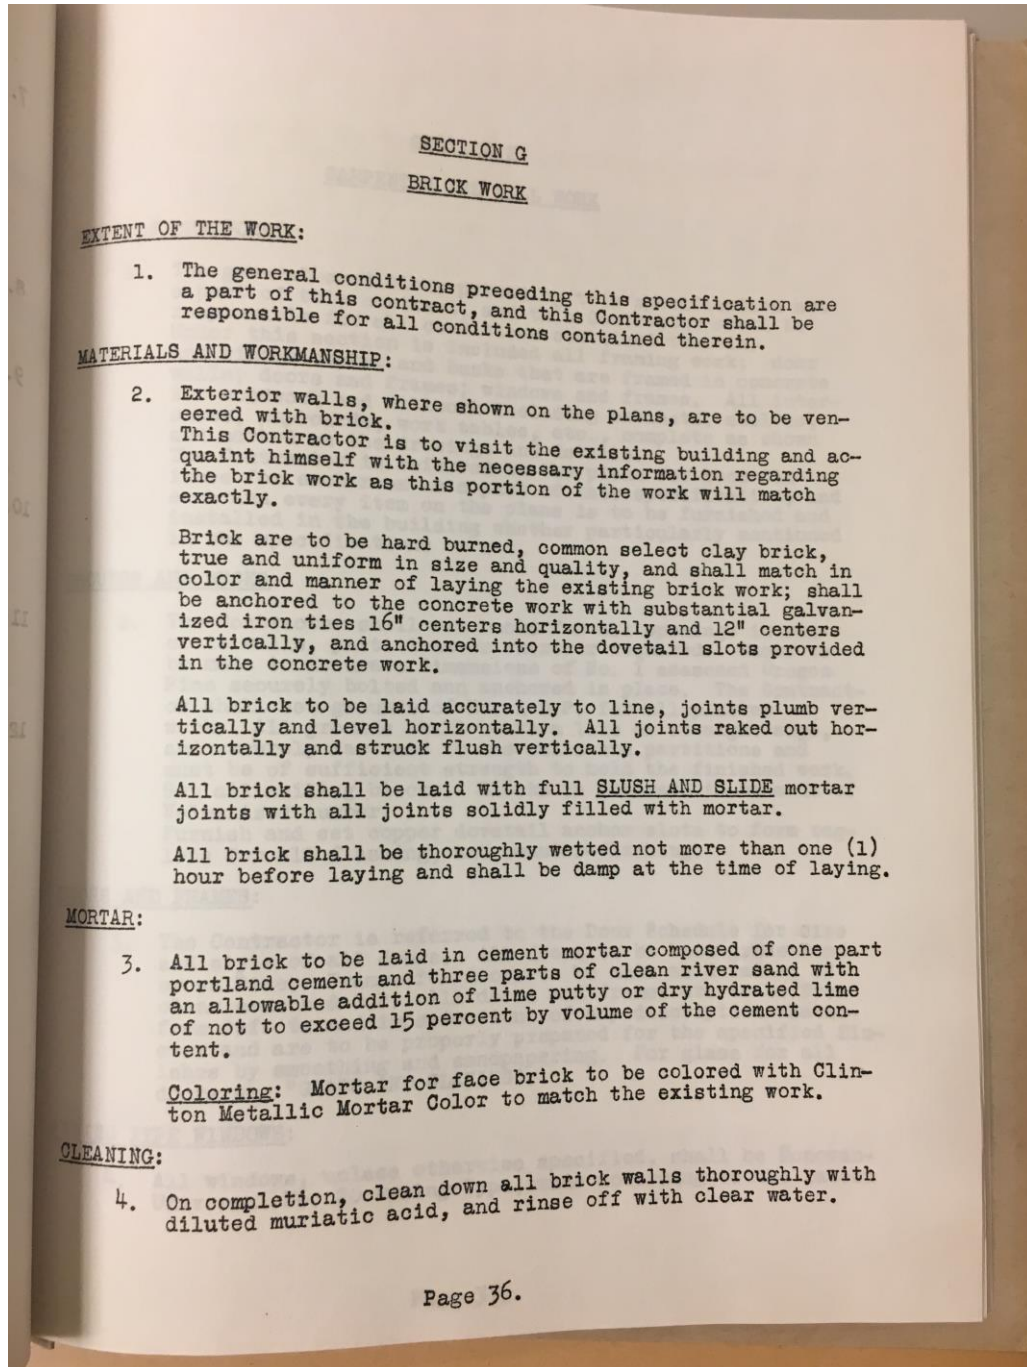 SECTION G
BRICK WORK
EXTENT OF THE WORK:
1. The general conditions preceding this specification are
a part of this contract, and this Contractor shall be
responsible for all conditions contained therein.
MATERIALS AND WORKMANSHIP:
2. Exterior walls, where shown on the plans, are to be ven-
eered with brick.
This Contractor is to visit the existing building and ac-
quaint himself with the necessary information regarding
the brick work as this portion of the work will match
exactly.
Brick are to be hard burned, common select clay brick,
true and uniform in size and quality, and shall match in
color and manner of laying the existing brick work; shall
be anchored to the concrete work with substantial galvan-
ized iron ties 16" centers horizontally and 12" centers
vertically, and anchored into the dovetail slots provided
in the concrete work.
All brick to be laid accurately to line, joints plumb ver-
tically and level horizontally. All joints raked out hor-
izontally and struck flush vertically.
All brick shall be laid with full SLUSH AND SLIDE mortar
joints with all joints solidly filled with mortar.
All brick shall be thoroughly wetted not more than one (1)
hour before laying and shall be damp at the time of laying.
MORTAR:
3. All brick to be laid in cement mortar composed of one part
portland cement and three parts of clean river sand with
an allowable addition of lime putty or dry hydrated lime
of not to exceed 15 percent by volume of the cement con-
tent.
Coloring: Mortar for face brick to be colored with Clin-
ton Metallic Mortar Color to match the existing work.
CLEANING:
4. On completion, clean down all brick walls thoroughly with
diluted muriatic acid, and rinse off with clear water.
Page 36.